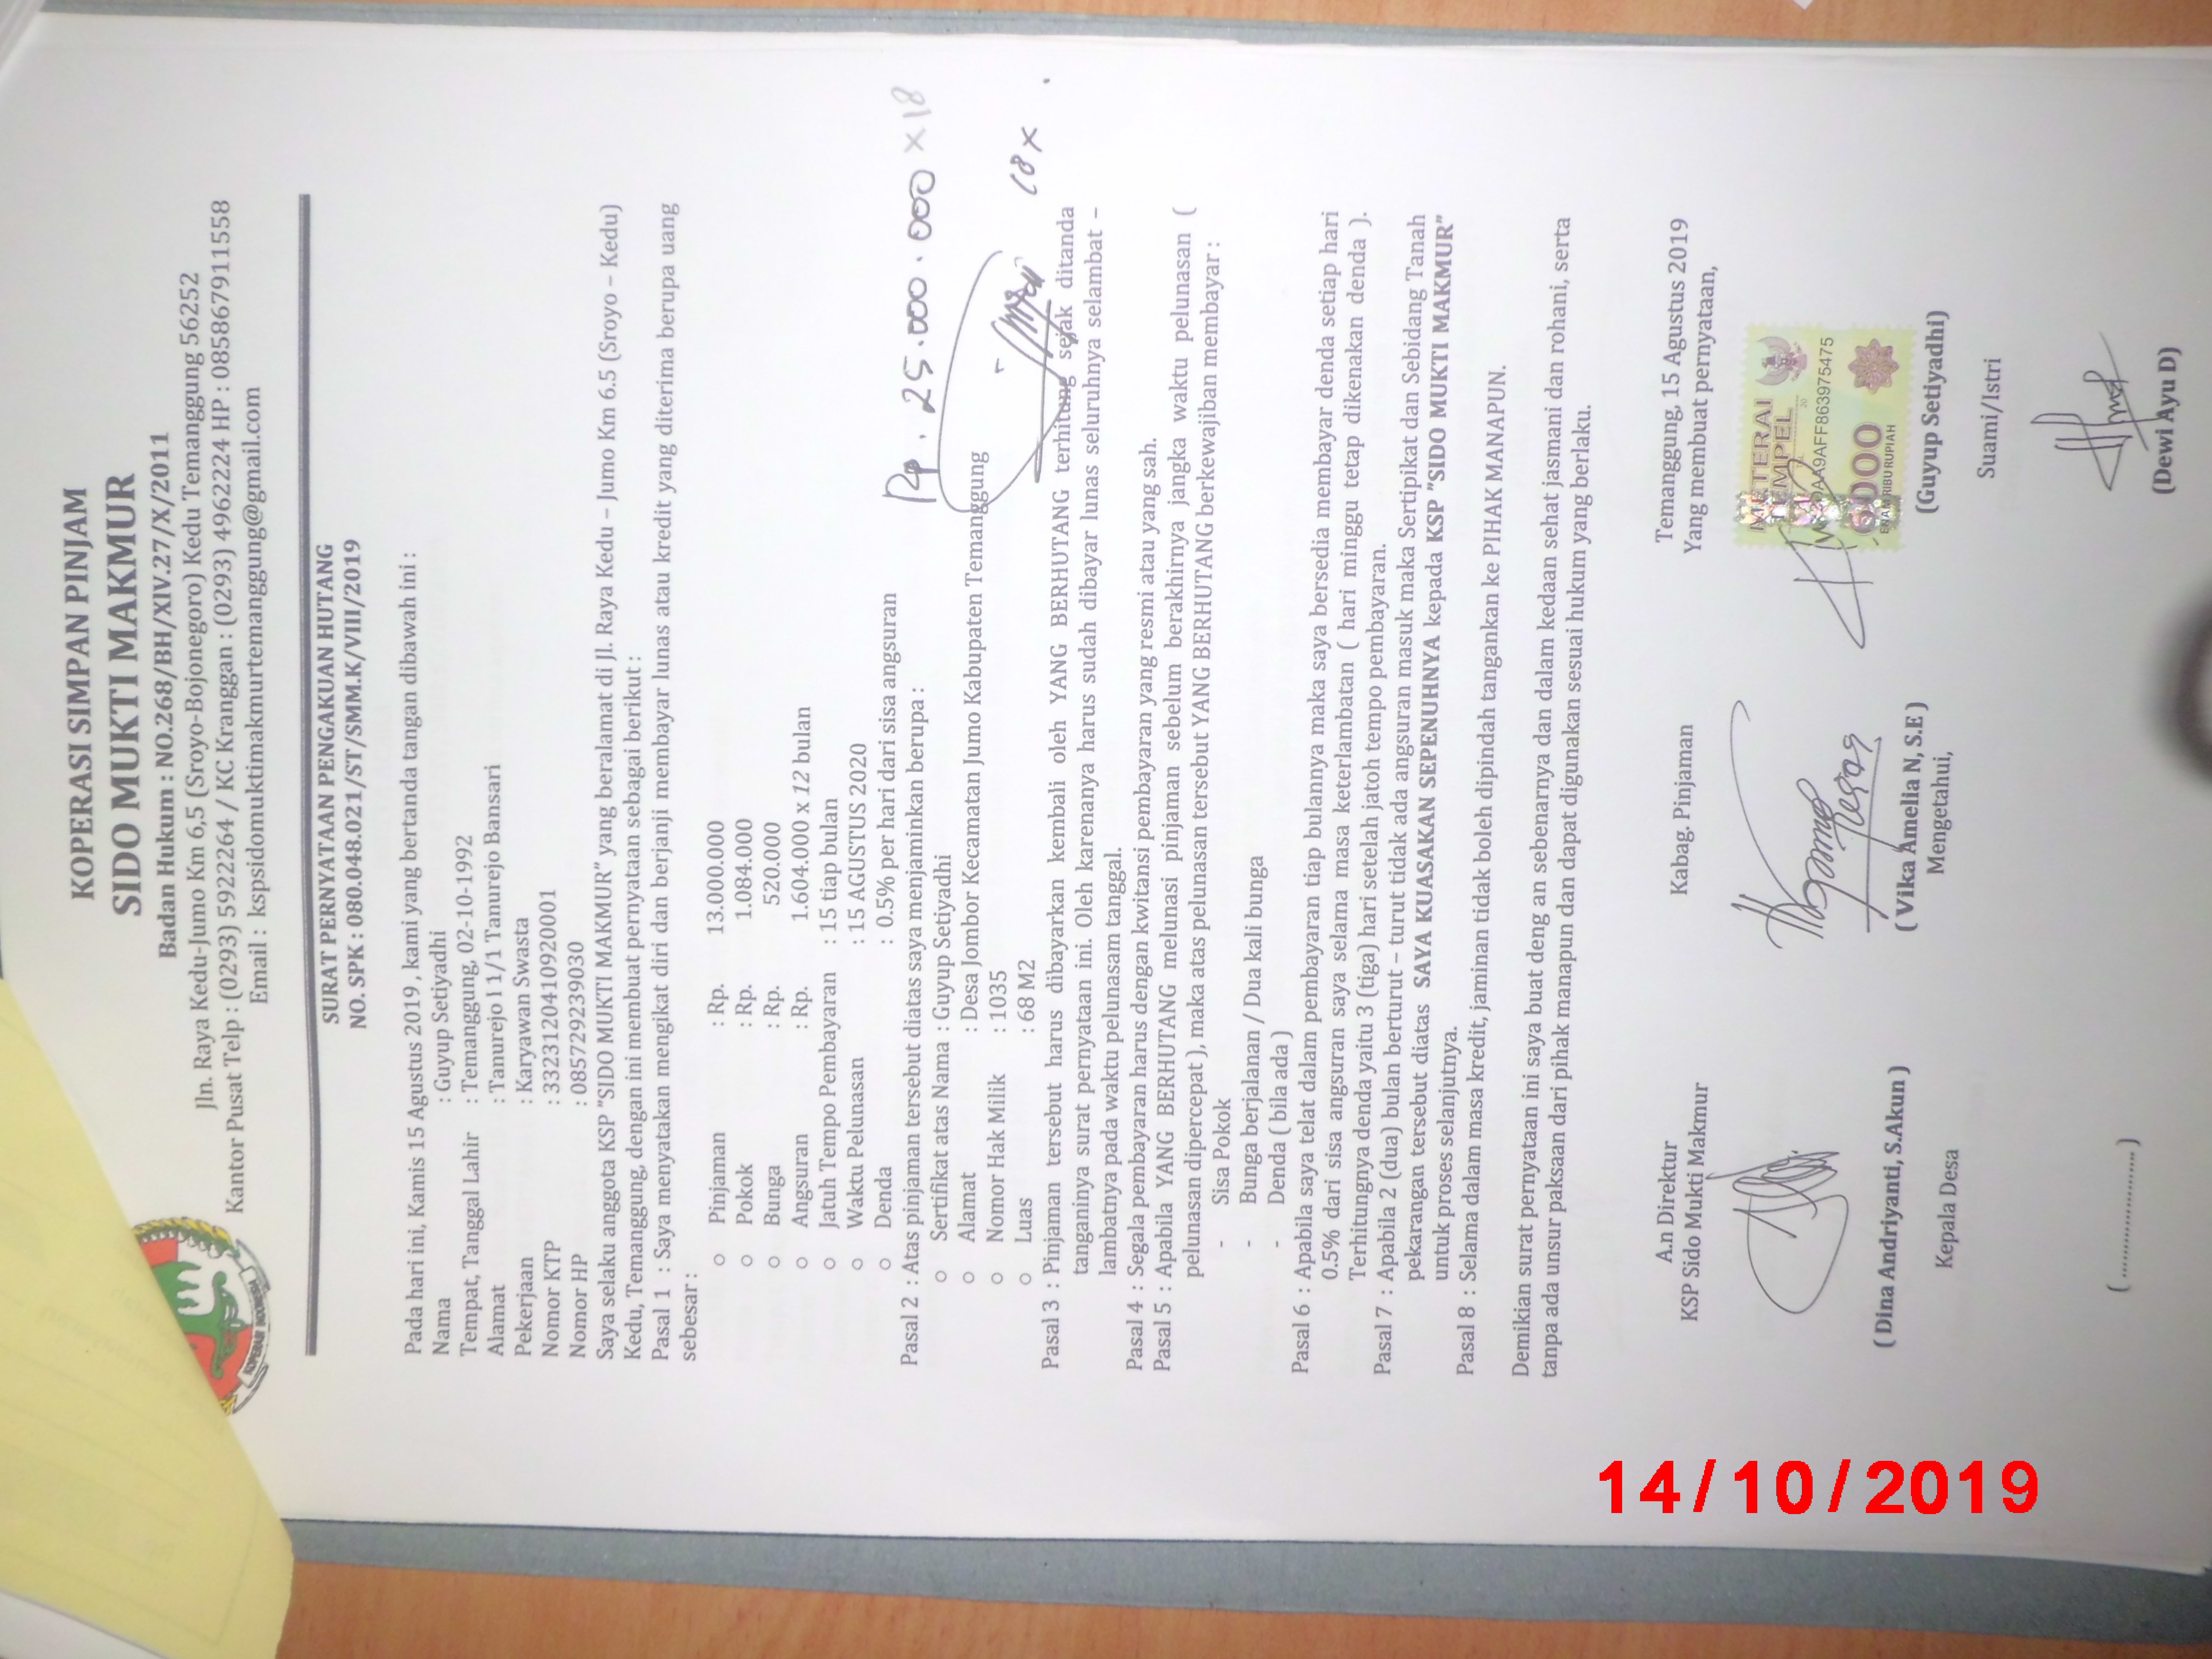 KOPERASI SIMPAN PINJAM
SIDO MUKTI MAKMUR
Badan Hukum : NO.268/BH/XIV.27/X/2011
Jln. Raya Kedu-Jumo Km 6,5 (Sroyo-Bojonegoro) Kedu Temanggung 56252
Kantor Pusat Telp : (0293) 5922264 / KC Kranggan : (0293) 4962224 HP : 085867911558
Email : kspsidomuktimakmurtemanggung@gmail.com
SURAT PERNYATAAN PENGAKUAN HUTANG
NO. SPK : 080.048.021/ST/SMM.K/VIII/2019
Pada hari ini, Kamis 15 Agustus 2019 , kami yang bertanda tangan dibawah ini :
Nama : Guyup Setiyadhi
Tempat, Tanggal Lahir : Temanggung, 02-10-1992
Alamat : Tanurejo l 1/1 Tanurejo Bansari
Pekerjaan : Karyawan Swasta
Nomor KTP : 3323120410920001
Nomor HP : 085729239030
Saya selaku anggota KSP "SIDO MUKTI MAKMUR" yang beralamat di Jl. Raya Kedu – Jumo Km 6.5 (Sroyo – Kedu)
Kedu, Temanggung, dengan ini membuat pernyataan sebagai berikut :
Pasal 1 : Saya menyatakan mengikat diri dan berjanji membayar lunas atau kredit yang diterima berupa uang
sebesar :
o Pinjaman : Rp. 13.000.000
o Pokok : Rp. 1.084.000
o Bunga : Rp. 520.000
o Angsuran : Rp. 1.604.000 x 12 bulan
o Jatuh Tempo Pembayaran : 15 tiap bulan
o Waktu Pelunasan : 15 AGUSTUS 2020
o Denda : 0.5% per hari dari sisa angsuran
Rp. 25.000.000 x 18
Pasal 2 : Atas pinjaman tersebut diatas saya menjaminkan berupa :
o Sertifikat atas Nama : Guyup Setiyadhi
o Alamat : Desa Jombor Kecamatan Jumo Kabupaten Temanggung
o Nomor Hak Milik : 1035
o Luas : 68 M2
18 x
Pasal 3 : Pinjaman tersebut harus dibayarkan kembali oleh YANG BERHUTANG terhitung sejak ditanda
tanganinya surat pernyataan ini. Oleh karenanya harus sudah dibayar lunas seluruhnya selambat –
lambatnya pada waktu pelunasam tanggal.
Pasal 4 : Segala pembayaran harus dengan kwitansi pembayaran yang resmi atau yang sah.
Pasal 5 : Apabila YANG BERHUTANG melunasi pinjaman sebelum berakhirnya jangka waktu pelunasan (
pelunasan dipercepat ), maka atas pelunasan tersebut YANG BERHUTANG berkewajiban membayar :
- Sisa Pokok
- Bunga berjalanan / Dua kali bunga
- Denda ( bila ada )
Pasal 6 : Apabila saya telat dalam pembayaran tiap bulannya maka saya bersedia membayar denda setiap hari
0.5% dari sisa angsuran saya selama masa keterlambatan ( hari minggu tetap dikenakan denda ).
Terhitungnya denda yaitu 3 (tiga) hari setelah jatoh tempo pembayaran.
Pasal 7 : Apabila 2 (dua) bulan berturut – turut tidak ada angsuran masuk maka Sertipikat dan Sebidang Tanah
pekarangan tersebut diatas SAYA KUASAKAN SEPENUHNYA kepada KSP "SIDO MUKTI MAKMUR"
untuk proses selanjutnya.
Pasal 8 : Selama dalam masa kredit, jaminan tidak boleh dipindah tangankan ke PIHAK MANAPUN.
Demikian surat pernyataan ini saya buat deng an sebenarnya dan dalam kedaan sehat jasmani dan rohani, serta
tanpa ada unsur paksaan dari pihak manapun dan dapat digunakan sesuai hukum yang berlaku.
Temanggung, 15 Agustus 2019
A.n Direktur Kabag. Pinjaman Yang membuat pernyataan,
KSP Sido Mukti Makmur
METERAI
TEMPEL
AA9AFF863975475
6000
ENAM RIBU RUPIAH
( Dina Andriyanti, S.Akun ) ( Vika Amelia N, S.E ) (Guyup Setiyadhi)
Mengetahui,
Kepala Desa Suami/Istri
( .................... ) (Dewi Ayu D)
14/10/2019